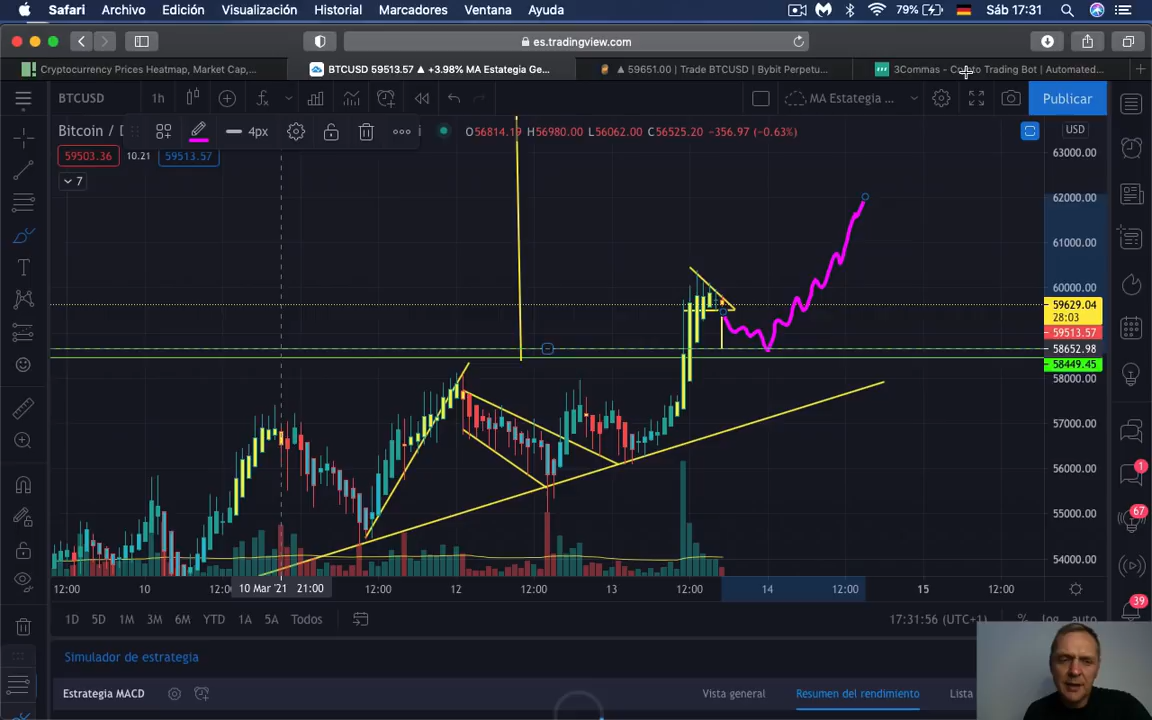 Safari Archivo Edición Visualización Historial Marcadores Ventana Ayuda 79% Sáb 17:31
es.tradingview.com
Cryptocurrency Prices Heatmap, Market Cap,... BTCUSD 59513.57 ▲ +3.98% MA Estategia Ge... ▲ 59651.00 | Trade BTCUSD | Bybit Perpetu... 3Commas - Crypto Trading Bot | Automated...
BTCUSD 1h MA Estategia ... Publicar
Bitcoin / 4px O56814.19 H56980.00 L56062.00 C56525.20 -356.97 (-0.63%) USD
59503.36 10.21 59513.57
7
63000.00
62000.00
61000.00
60000.00
59629.04
28:03
59513.57
58652.98
58449.45
58000.00
57000.00
56000.00
55000.00
54000.00
1
67
39
12:00 10 12:00 10 Mar '21 21:00 12:00 12 12:00 13 12:00 14 12:00 15 12:00
1D 5D 1M 3M 6M YTD 1A 5A Todos 17:31:56 (UTC+1) % log auto
Simulador de estrategia
Estrategia MACD Vista general Resumen del rendimiento Lista